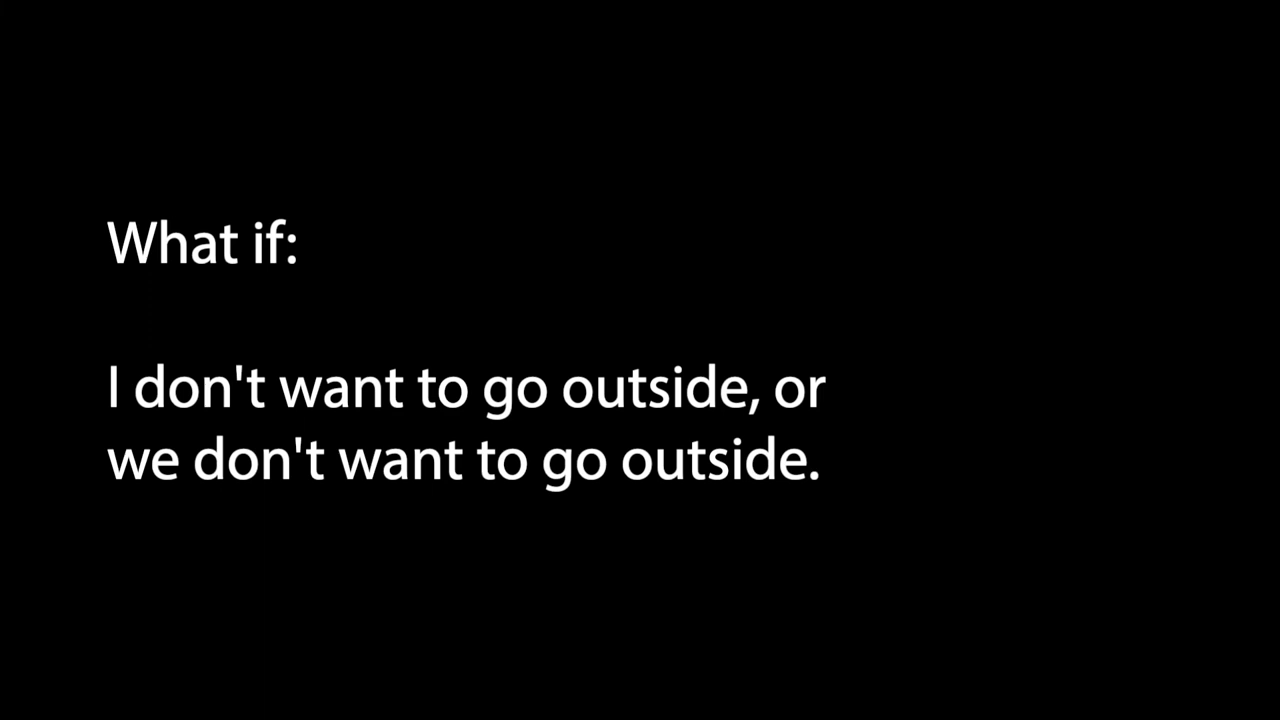 What if:
I don't want to go outside, or
we don't want to go outside.